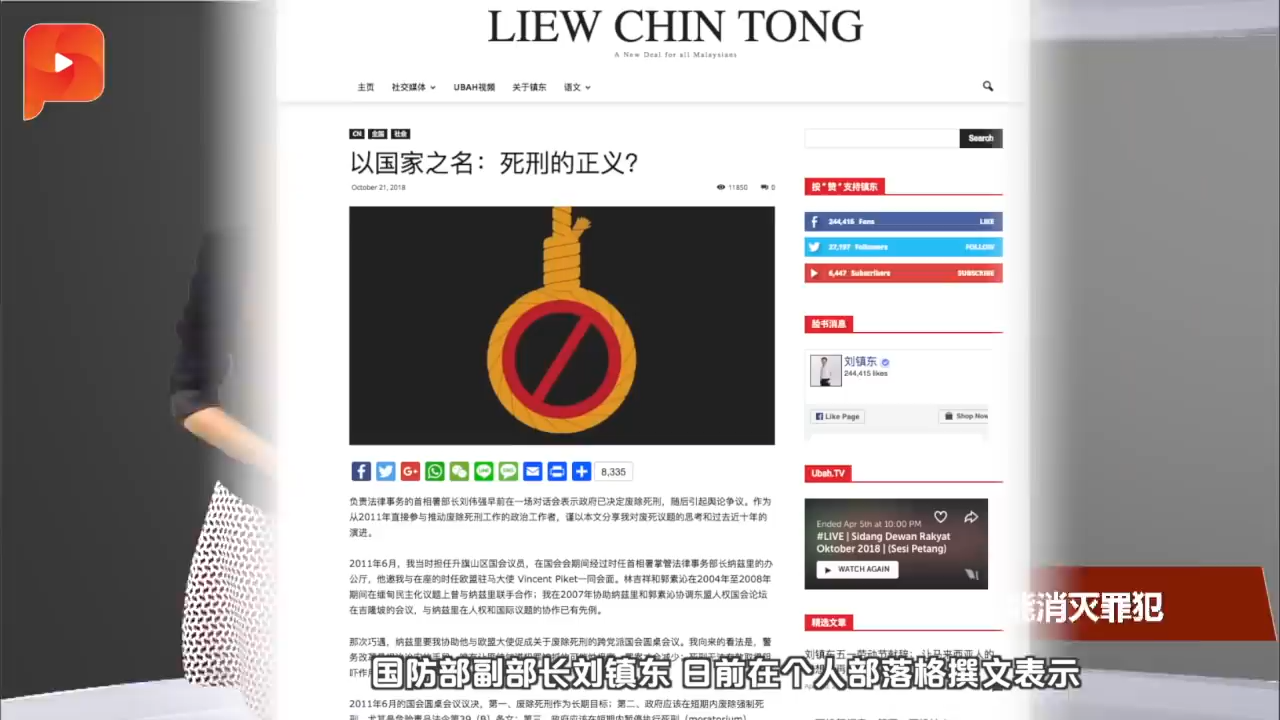 LIEW CHIN TONG
A New Deal for all Malaysians
主页 社交媒体 UBAH视频 关于镇东 语文
CN 全国 社会
以国家之名：死刑的正义？
October 21, 2018 11850 0
8,335
负责法律事务的首相署部长刘伟强早前在一场对话会表示政府已决定废除死刑，随后引起舆论争议。作为
从2011年直接参与推动废除死刑工作的政治工作者，谨以本文分享我对废死议题的思考和过去近十年的
演进。
2011年6月，我当时担任升旗山区国会议员，在国会会期间经过时任首相署掌管法律事务部长纳兹里的办
公厅，他邀我与在座的时任欧盟驻马大使 Vincent Piket一同会面。林吉祥和郭素沁在2004年至2008年
期间在缅甸民主化议题上曾与纳兹里联手合作；我在2007年协助纳兹里和郭素沁协调东盟人权国会论坛
在吉隆坡的会议，与纳兹里在人权和国际议题的协作已有先例。
那次巧遇，纳兹里要我协助他与欧盟大使促成关于废除死刑的跨党派国会圆桌会议。我向来的看法是，警
2011年6月的国会圆桌会议议决，第一、废除死刑作为长期目标；第二、政府应该在短期内废除强制死
Search
按"赞"支持镇东
244,415 Fans LIKE
27,197 Followers FOLLOW
6,447 Subscribers SUBSCRIBE
脸书消息
刘镇东
244,415 likes
Like Page Shop Now
Ubah.TV
Ended Apr 5th at 10:00 PM
#LIVE | Sidang Dewan Rakyat
Oktober 2018 | (Sesi Petang)
WATCH AGAIN
精选文章
消灭罪犯
国防部副部长刘镇东 日前在个人部落格撰文表示